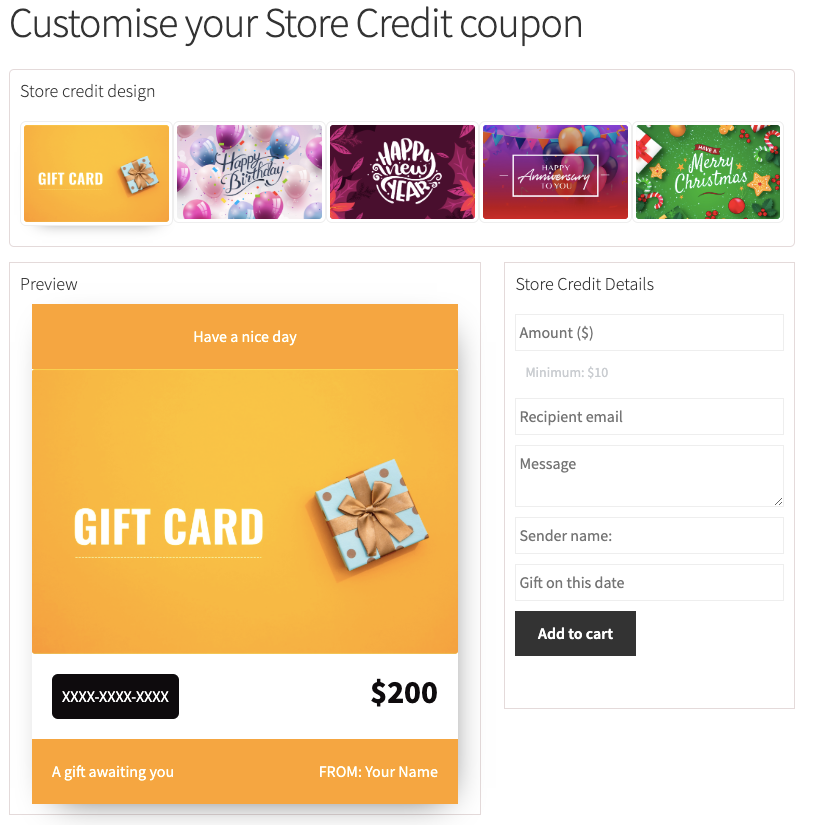 Customise your Store Credit coupon
Store credit design
GIFT CARD
Happy
Birthday
HAPPY
new
YEAR
HAPPY
Anniversary
TO YOU
HAVE A
Merry
Christmas
Preview
Have a nice day
GIFT CARD
XXXX-XXXX-XXXX
$200
A gift awaiting you
FROM: Your Name
Store Credit Details
Amount ($)
Minimum: $10
Recipient email
Message
Sender name:
Gift on this date
Add to cart